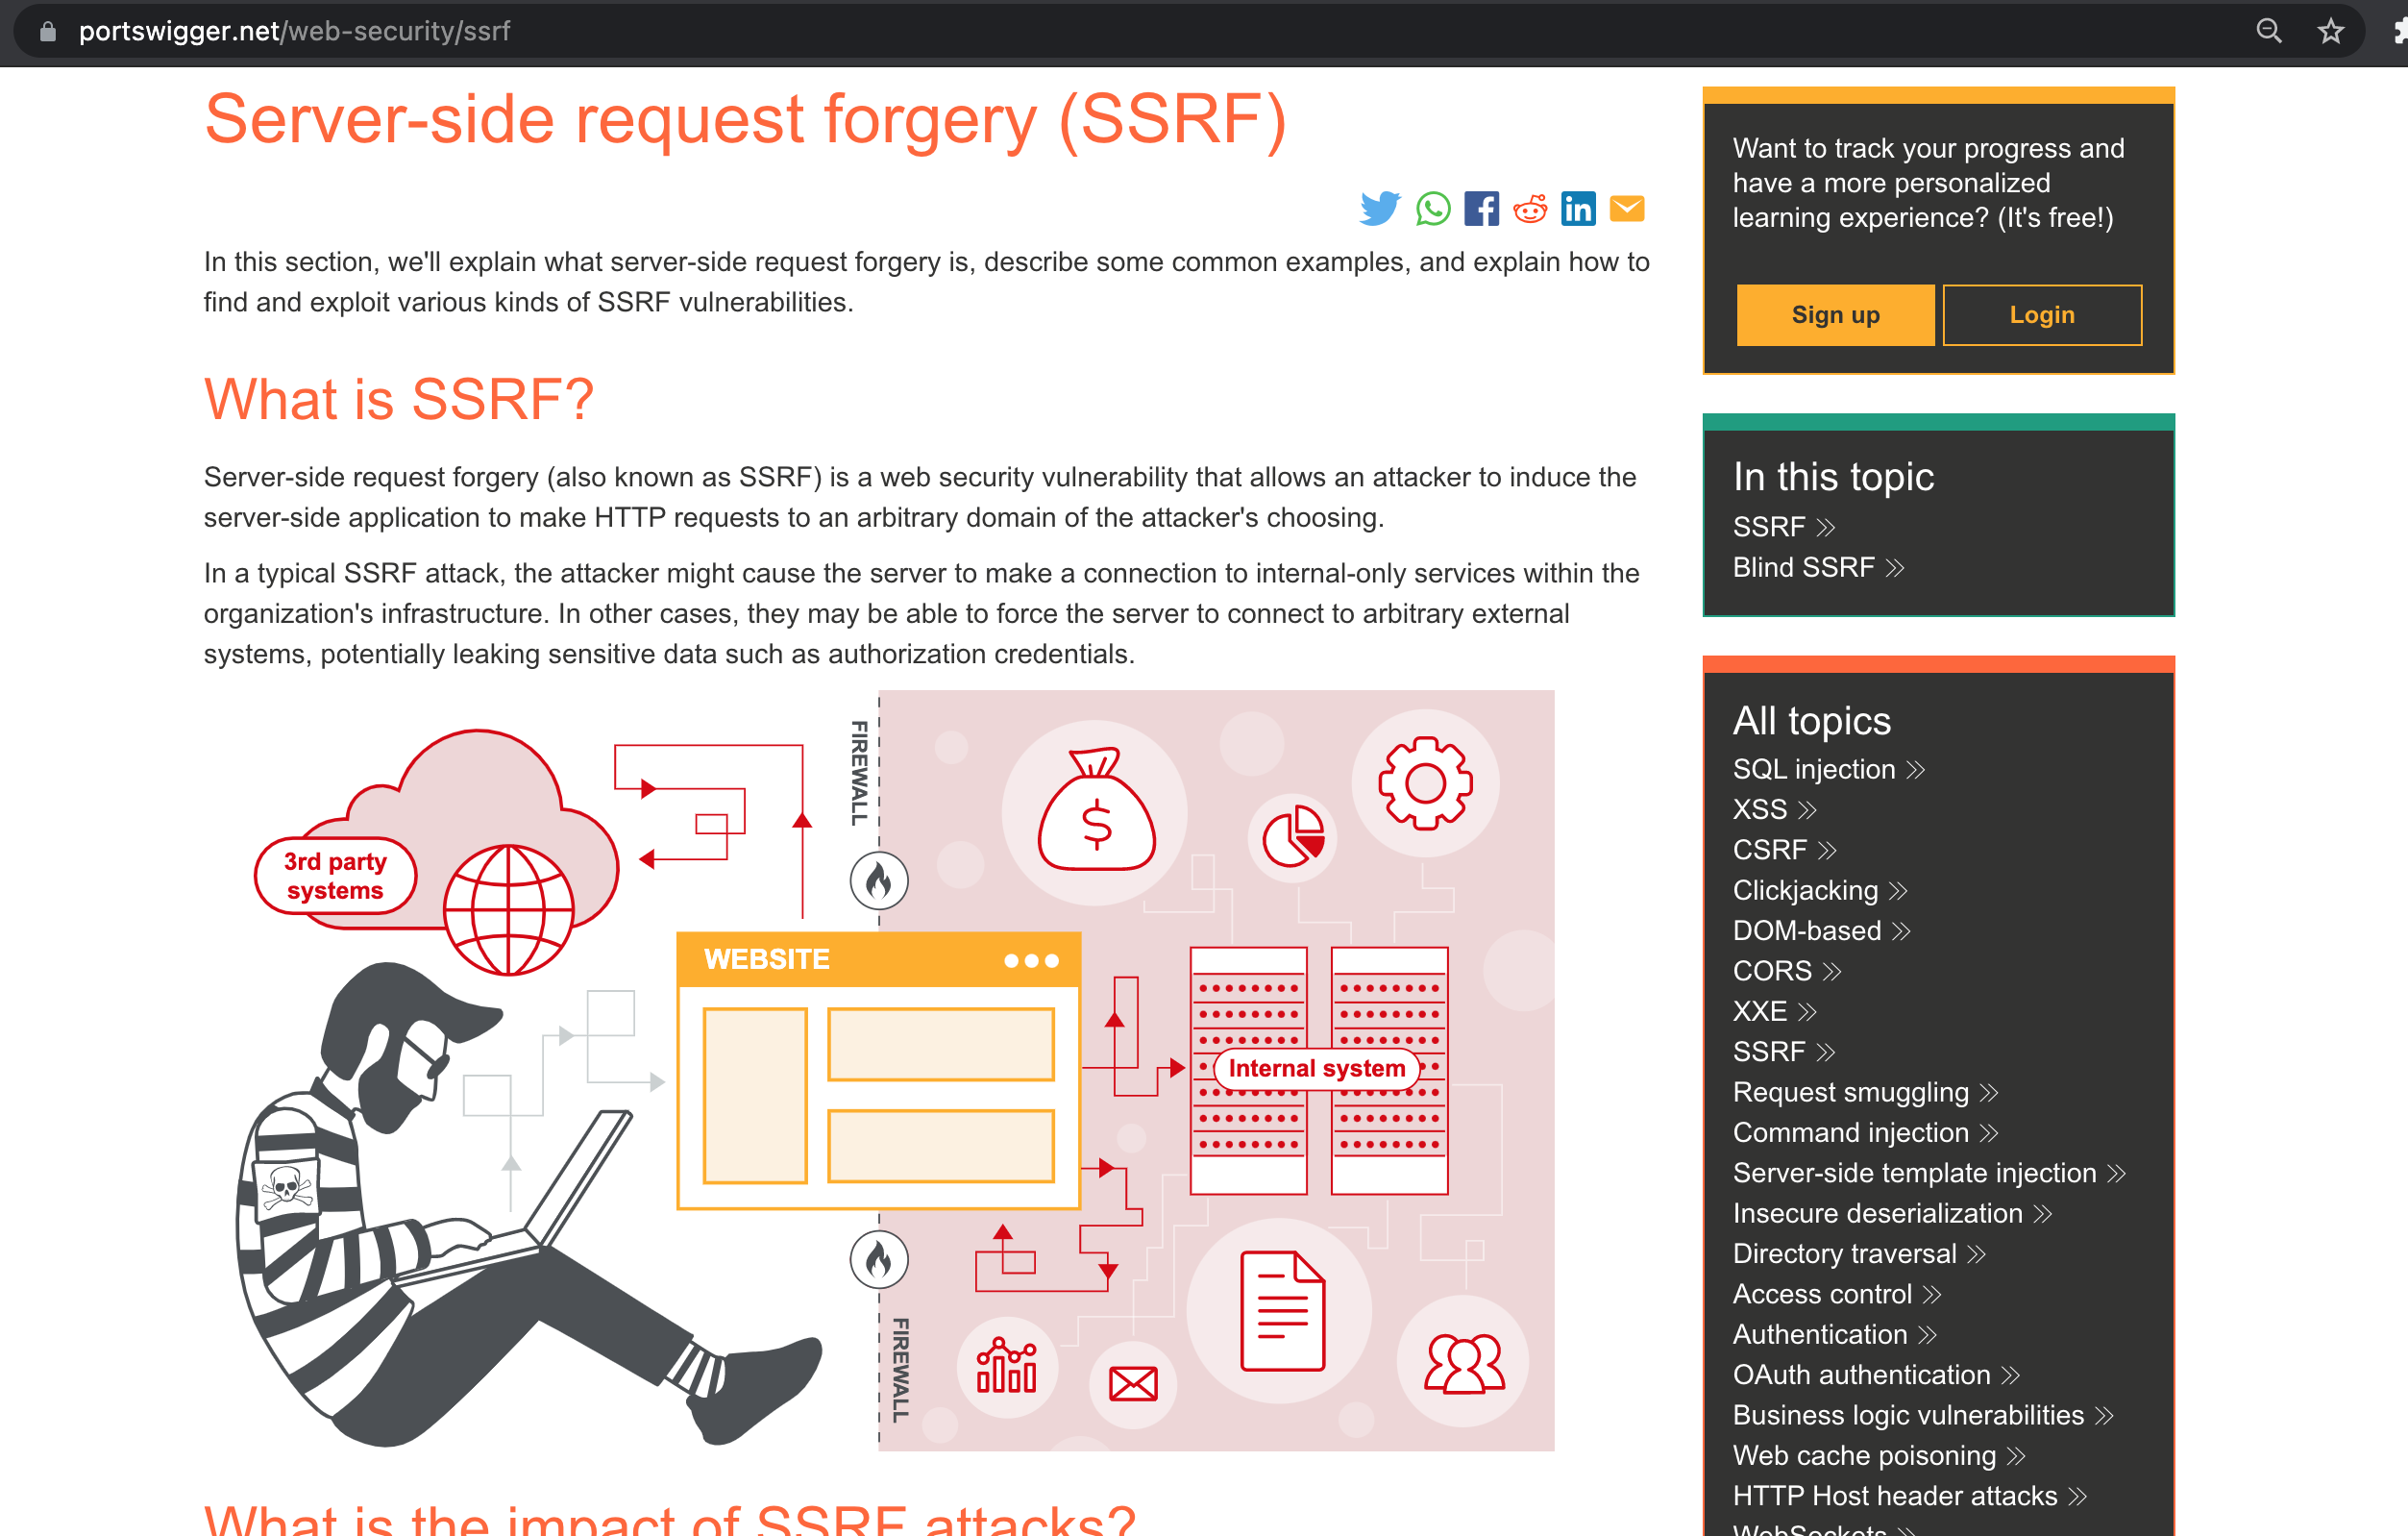 portswigger.net/web-security/ssrf
Server-side request forgery (SSRF)
In this section, we'll explain what server-side request forgery is, describe some common examples, and explain how to
find and exploit various kinds of SSRF vulnerabilities.
What is SSRF?
Server-side request forgery (also known as SSRF) is a web security vulnerability that allows an attacker to induce the
server-side application to make HTTP requests to an arbitrary domain of the attacker's choosing.
In a typical SSRF attack, the attacker might cause the server to make a connection to internal-only services within the
organization's infrastructure. In other cases, they may be able to force the server to connect to arbitrary external
systems, potentially leaking sensitive data such as authorization credentials.
FIREWALL
$
3rd party
systems
WEBSITE
Internal system
FIREWALL
What is the impact of SSRF attacks?
Want to track your progress and
have a more personalized
learning experience? (It's free!)
Sign up
Login
In this topic
SSRF
Blind SSRF
All topics
SQL injection
XSS
CSRF
Clickjacking
DOM-based
CORS
XXE
SSRF
Request smuggling
Command injection
Server-side template injection
Insecure deserialization
Directory traversal
Access control
Authentication
OAuth authentication
Business logic vulnerabilities
Web cache poisoning
HTTP Host header attacks
WebSockets